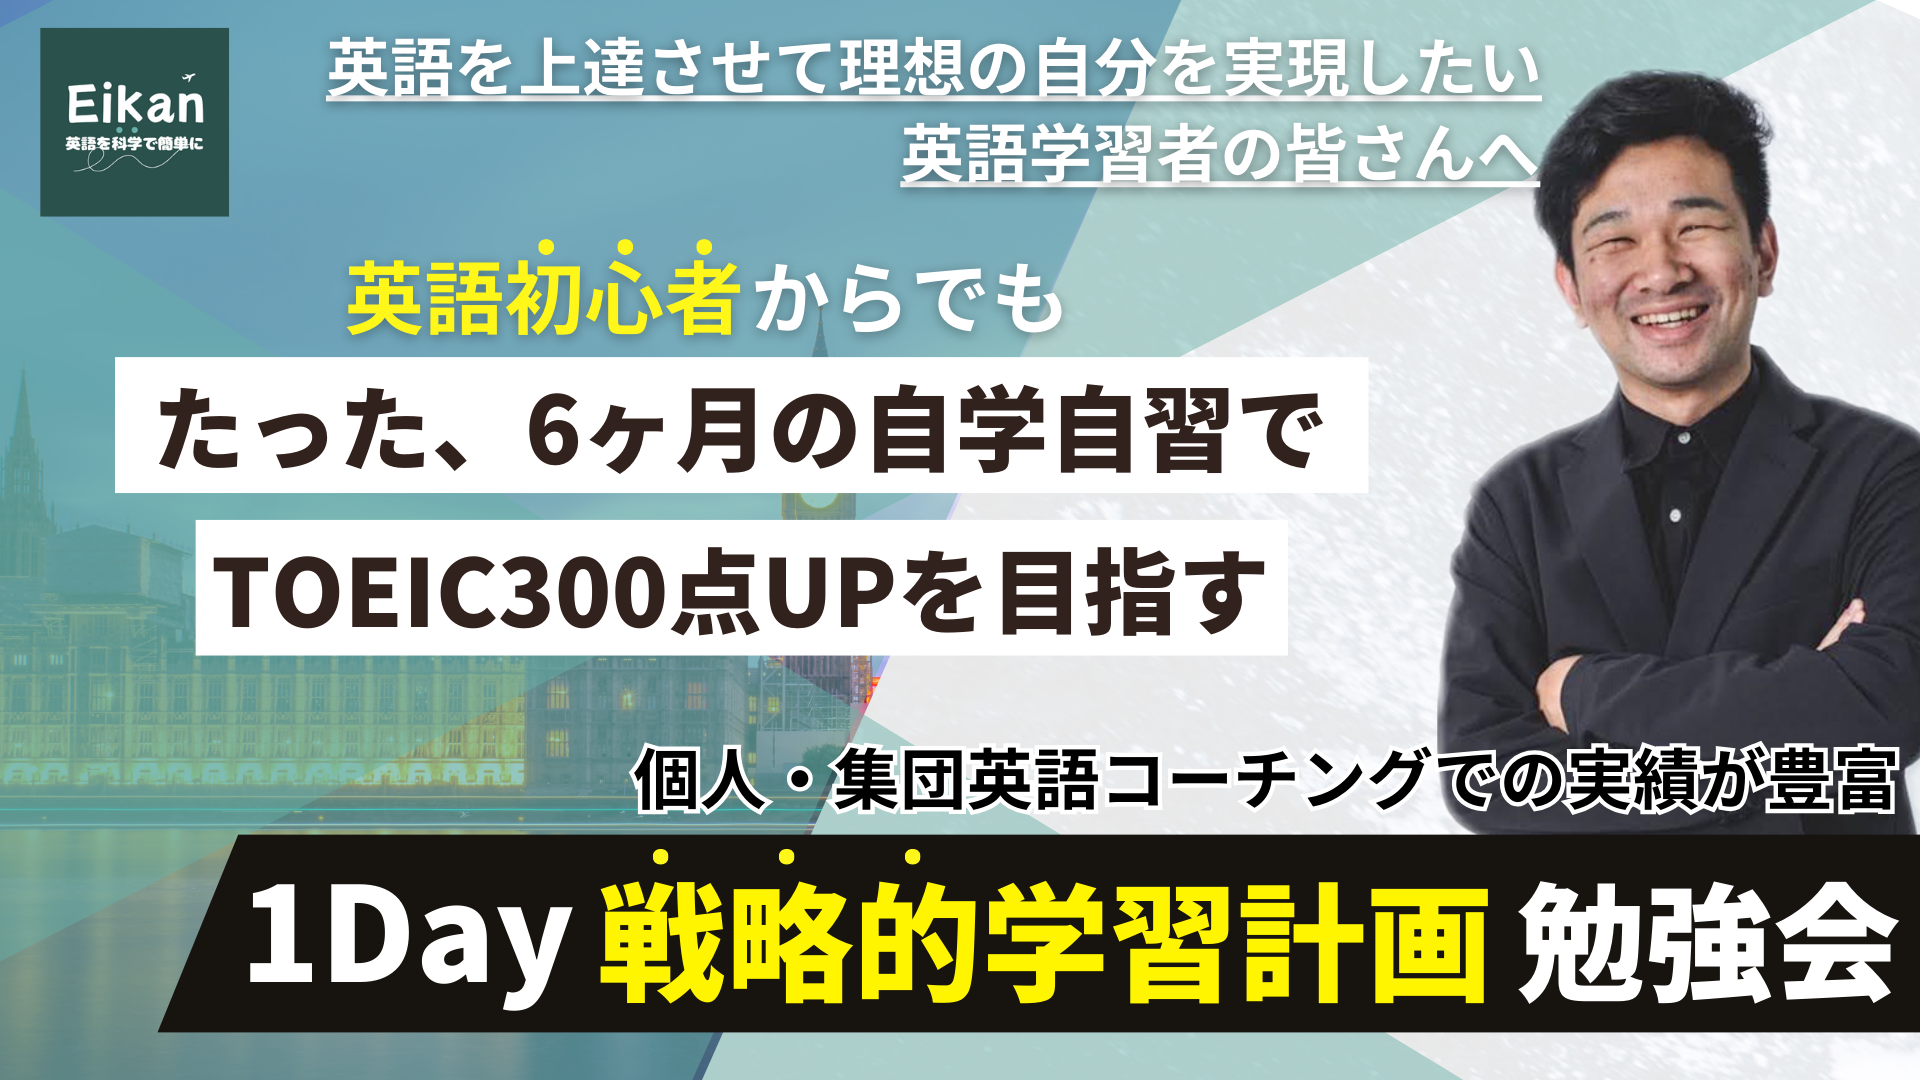 Eikan
英語を科学で簡単に
英語を上達させて理想の自分を実現したい
英語学習者の皆さんへ
英語初心者からでも
たった、6ヶ月の自学自習で
TOEIC300点UPを目指す
個人・集団英語コーチングでの実績が豊富
1Day 戦略的学習計画 勉強会